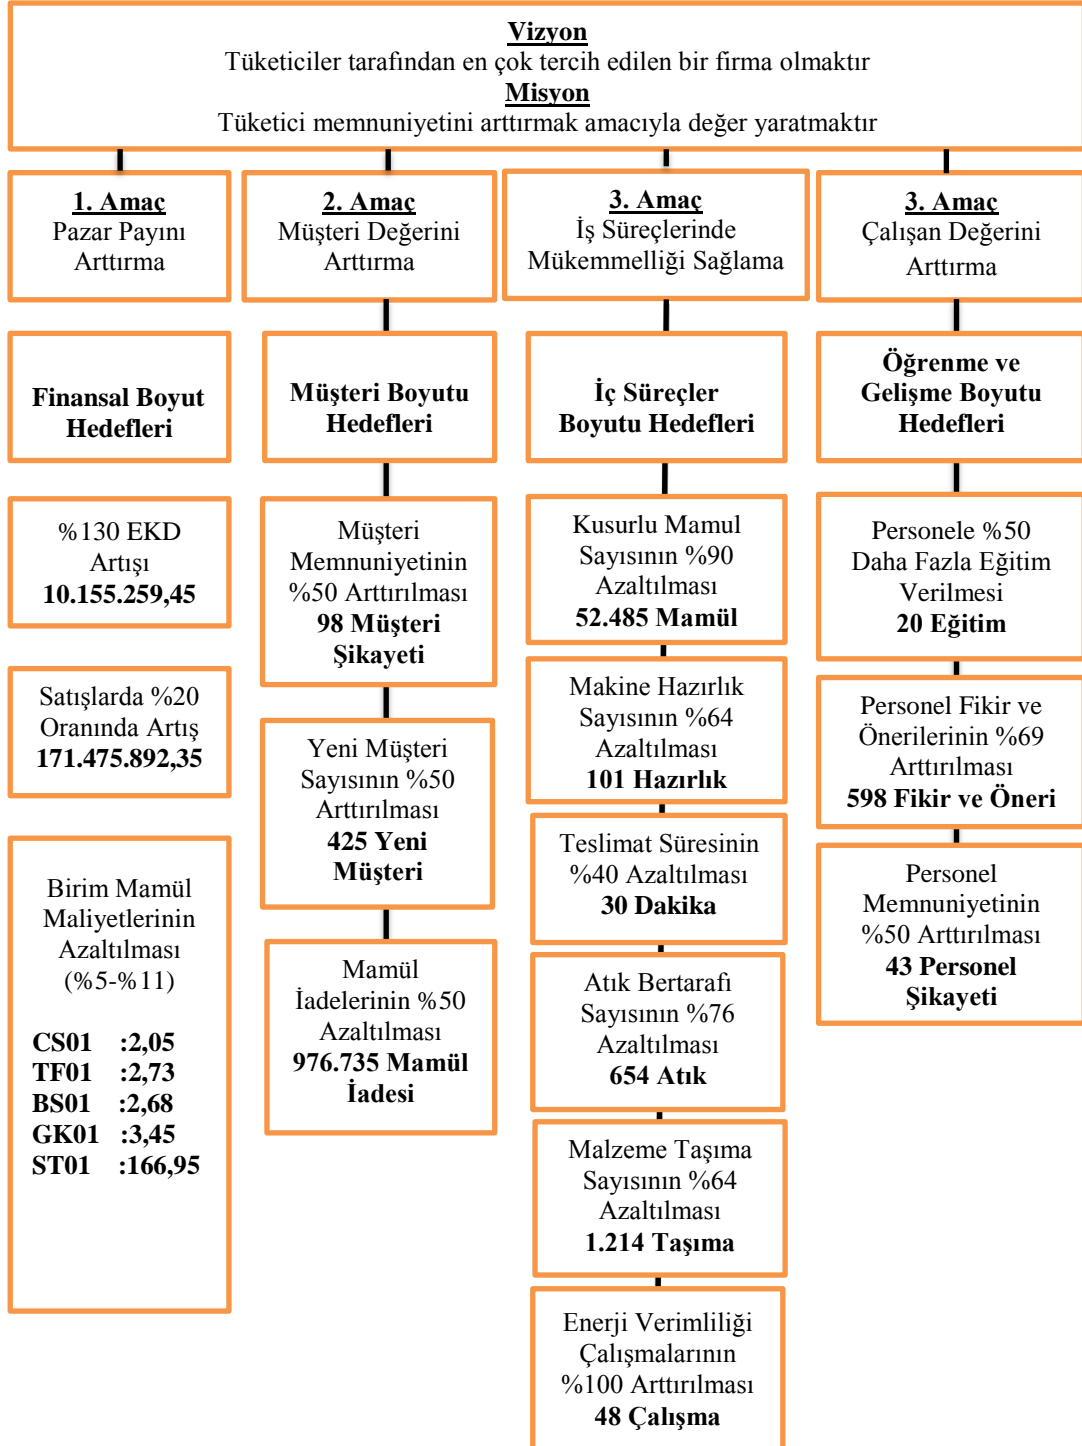 Vizyon
Tüketiciler tarafından en çok tercih edilen bir firma olmaktır
Misyon
Tüketici memnuniyetini arttırmak amacıyla değer yaratmaktır
1. Amaç
Pazar Payını
Arttırma
2. Amaç
Müşteri Değerini
Arttırma
3. Amaç
İş Süreçlerinde
Mükemmelliği Sağlama
3. Amaç
Çalışan Değerini
Arttırma
Finansal Boyut
Hedefleri
Müşteri Boyutu
Hedefleri
İç Süreçler
Boyutu Hedefleri
Öğrenme ve
Gelişme Boyutu
Hedefleri
%130 EKD
Artışı
10.155.259,45
Satışlarda %20
Oranında Artış
171.475.892,35
Birim Mamül
Maliyetlerinin
Azaltılması
(%5-%11)
CS01 :2,05
TF01 :2,73
BS01 :2,68
GK01 :3,45
ST01 :166,95
Müşteri
Memnuniyetinin
%50 Arttırılması
98 Müşteri
Şikayeti
Yeni Müşteri
Sayısının %50
Arttırılması
425 Yeni
Müşteri
Mamül
İadelerinin %50
Azaltılması
976.735 Mamül
İadesi
Kusurlu Mamul
Sayısının %90
Azaltılması
52.485 Mamül
Makine Hazırlık
Sayısının %64
Azaltılması
101 Hazırlık
Teslimat Süresinin
%40 Azaltılması
30 Dakika
Atık Bertarafı
Sayısının %76
Azaltılması
654 Atık
Malzeme Taşıma
Sayısının %64
Azaltılması
1.214 Taşıma
Enerji Verimliliği
Çalışmalarının
%100 Arttırılması
48 Çalışma
Personele %50
Daha Fazla Eğitim
Verilmesi
20 Eğitim
Personel Fikir ve
Önerilerinin %69
Arttırılması
598 Fikir ve Öneri
Personel
Memnuniyetinin
%50 Arttırılması
43 Personel
Şikayeti